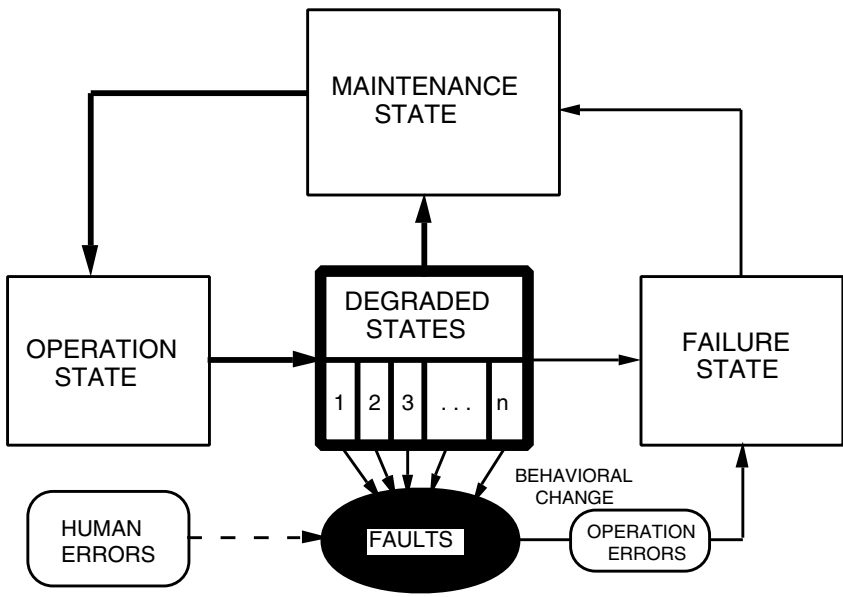 MAINTENANCE
STATE
DEGRADED
STATES
OPERATION
STATE
FAILURE
STATE
1 2 3 . . . n
BEHAVIORAL
CHANGE
HUMAN
ERRORS
FAULTS
OPERATION
ERRORS